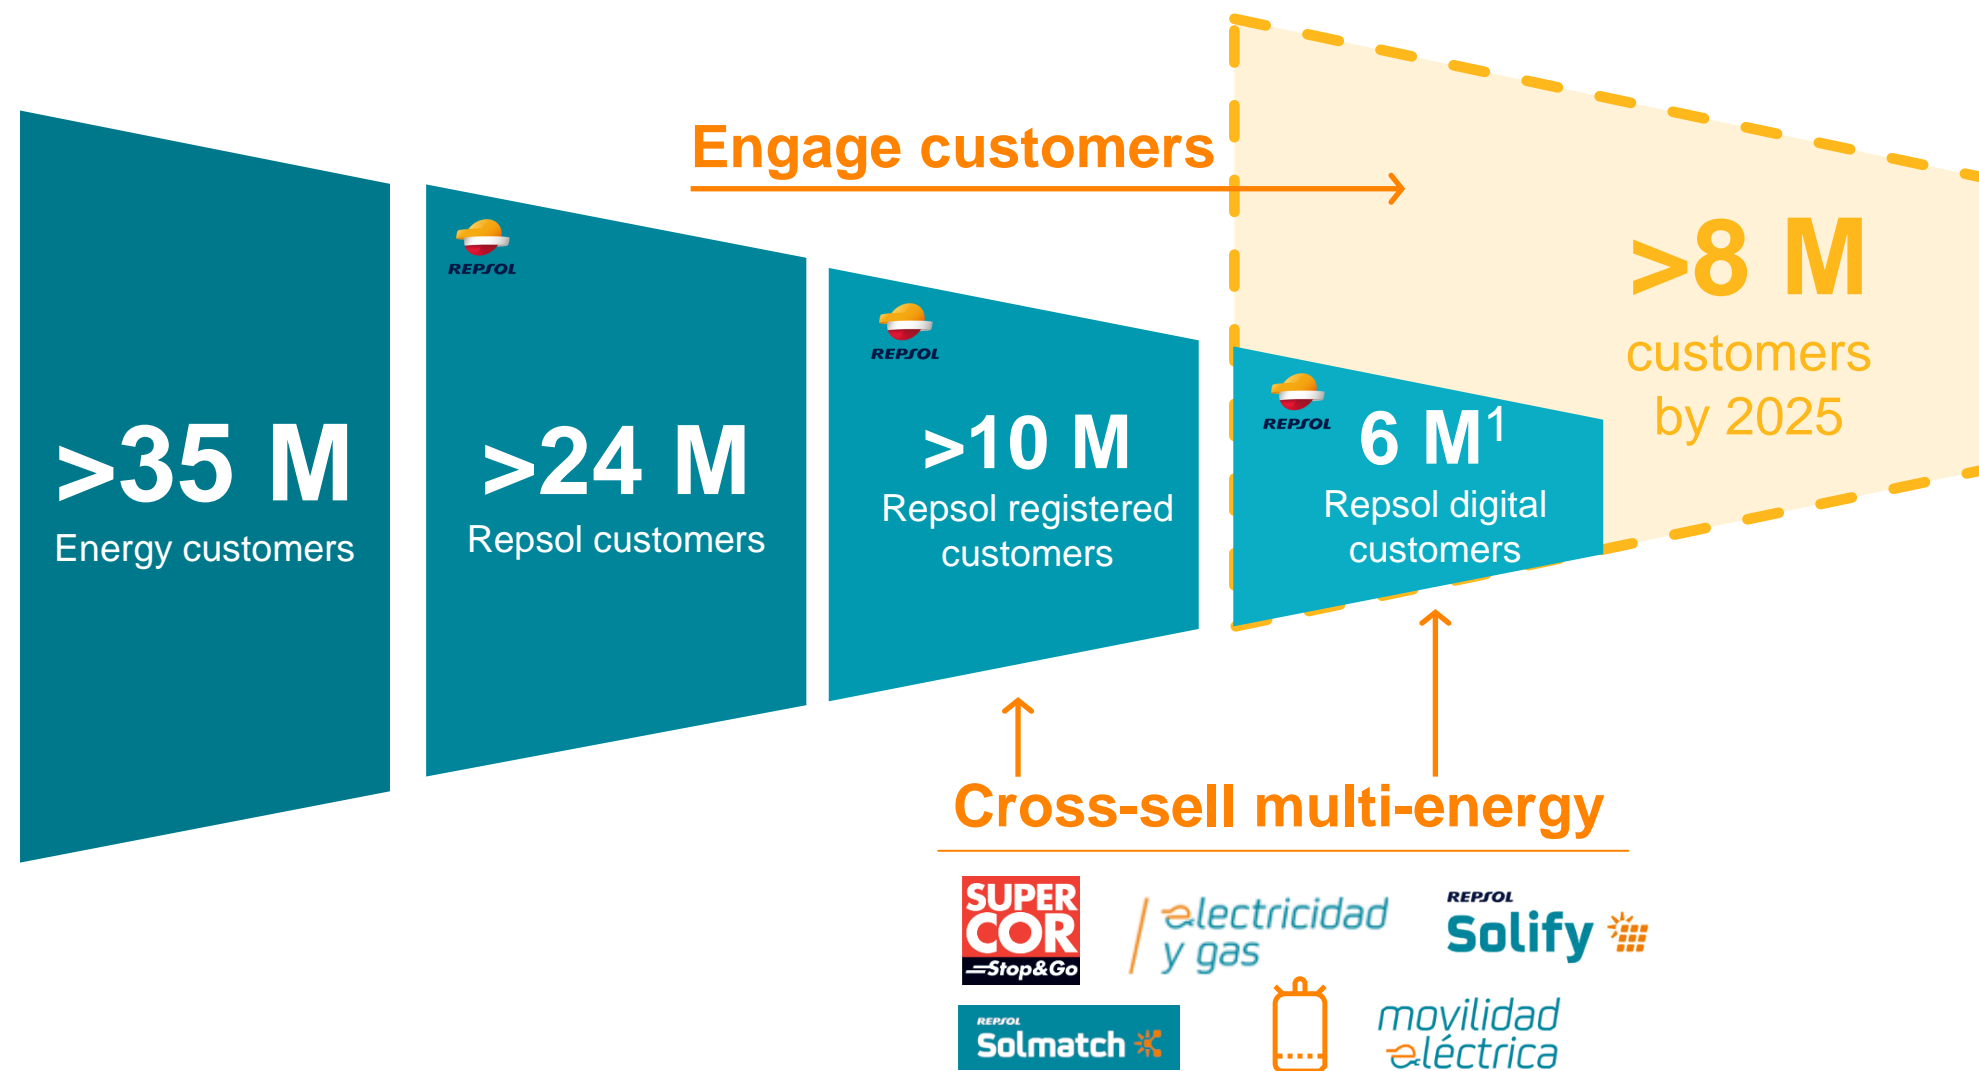 Engage customers
>35 M
Energy customers
REPSOL
>24 M
Repsol customers
REPSOL
>10 M
Repsol registered
customers
REPSOL
6 M¹
Repsol digital
customers
>8 M
customers
by 2025
Cross-sell multi-energy
SUPER
COR
Stop&Go
electricidad
y gas
REPSOL
Solify
REPSOL
Solmatch
movilidad
eléctrica